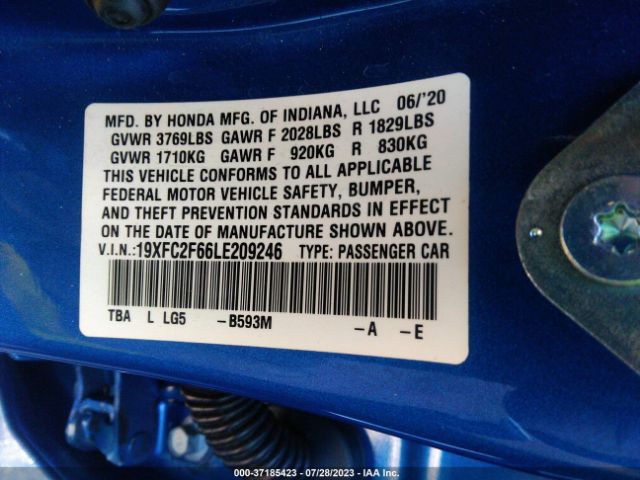 MFD. BY HONDA MFG. OF INDIANA, LLC 06/'20
GVWR 3769LBS GAWR F 2028LBS R 1829LBS
GVWR 1710KG GAWR F 920KG R 830KG
THIS VEHICLE CONFORMS TO ALL APPLICABLE
FEDERAL MOTOR VEHICLE SAFETY, BUMPER,
AND THEFT PREVENTION STANDARDS IN EFFECT
ON THE DATE OF MANUFACTURE SHOWN ABOVE.
V.I.N.:19XFC2F66LE209246 TYPE: PASSENGER CAR
TBA L LG5 -B593M -A -E
000-37185423 | 07/28/2023 | IAA Inc.